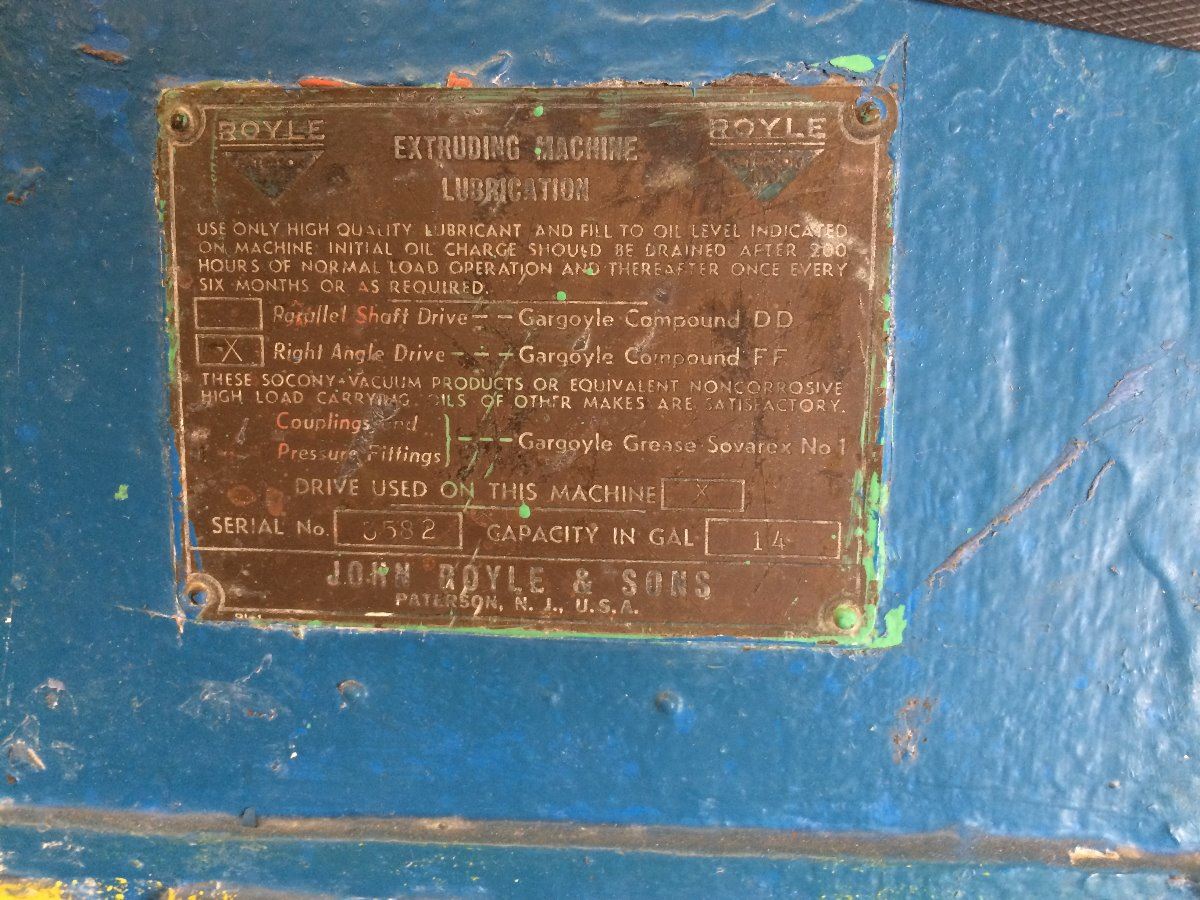 ROYLE
ROYLE
EXTRUDING MACHINE
LUBRICATION
USE ONLY HIGH QUALITY LUBRICANT AND FILL TO OIL LEVEL INDICATED
ON MACHINE INITIAL OIL CHARGE SHOULD BE DRAINED AFTER 200
HOURS OF NORMAL LOAD OPERATION AND THEREAFTER ONCE EVERY
SIX MONTHS OR AS REQUIRED.
Parallel Shaft Drive --- Gargoyle Compound DD
X Right Angle Drive --- Gargoyle Compound FF
THESE SOCONY-VACUUM PRODUCTS OR EQUIVALENT NONCORROSIVE
HIGH LOAD CARRYING OILS OF OTHER MAKES ARE SATISFACTORY.
Couplings and
Pressure Fittings } --- Gargoyle Grease Sovarex No 1
DRIVE USED ON THIS MACHINE X
SERIAL No. 3582 CAPACITY IN GAL 14
JOHN ROYLE & SONS
PATERSON, N. J., U.S.A.